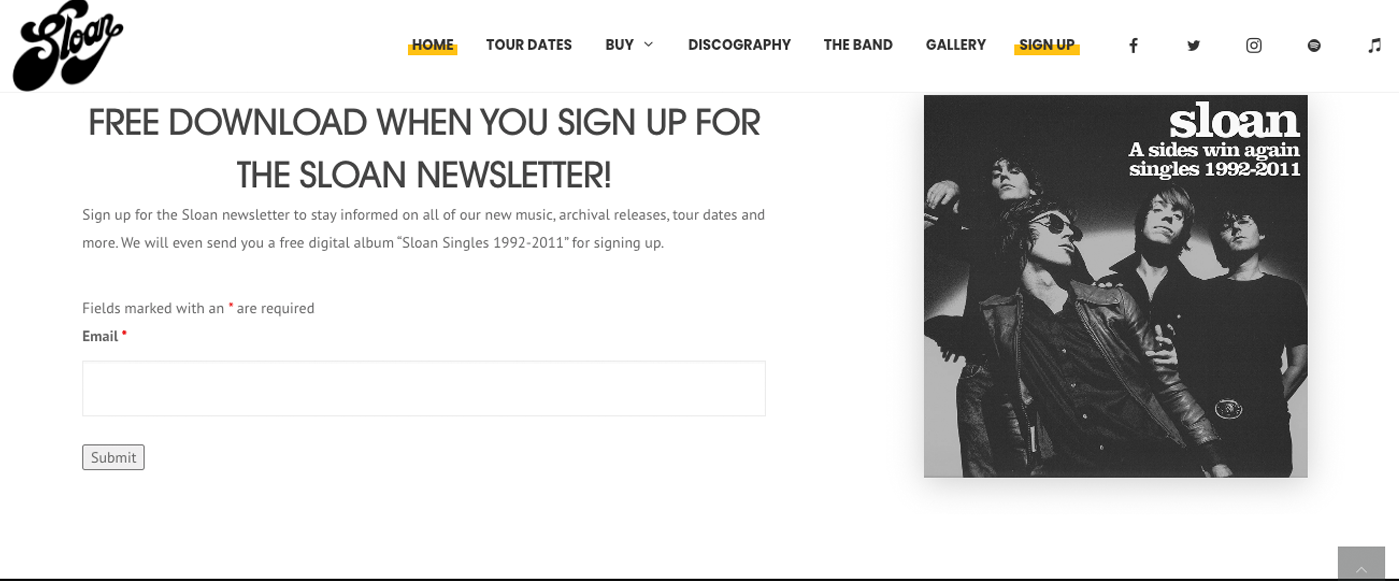 Sloan
HOME TOUR DATES BUY DISCOGRAPHY THE BAND GALLERY SIGN UP
FREE DOWNLOAD WHEN YOU SIGN UP FOR
THE SLOAN NEWSLETTER!
Sign up for the Sloan newsletter to stay informed on all of our new music, archival releases, tour dates and
more. We will even send you a free digital album “Sloan Singles 1992-2011” for signing up.
Fields marked with an * are required
Email *
Submit
sloan
A sides win again
singles 1992-2011